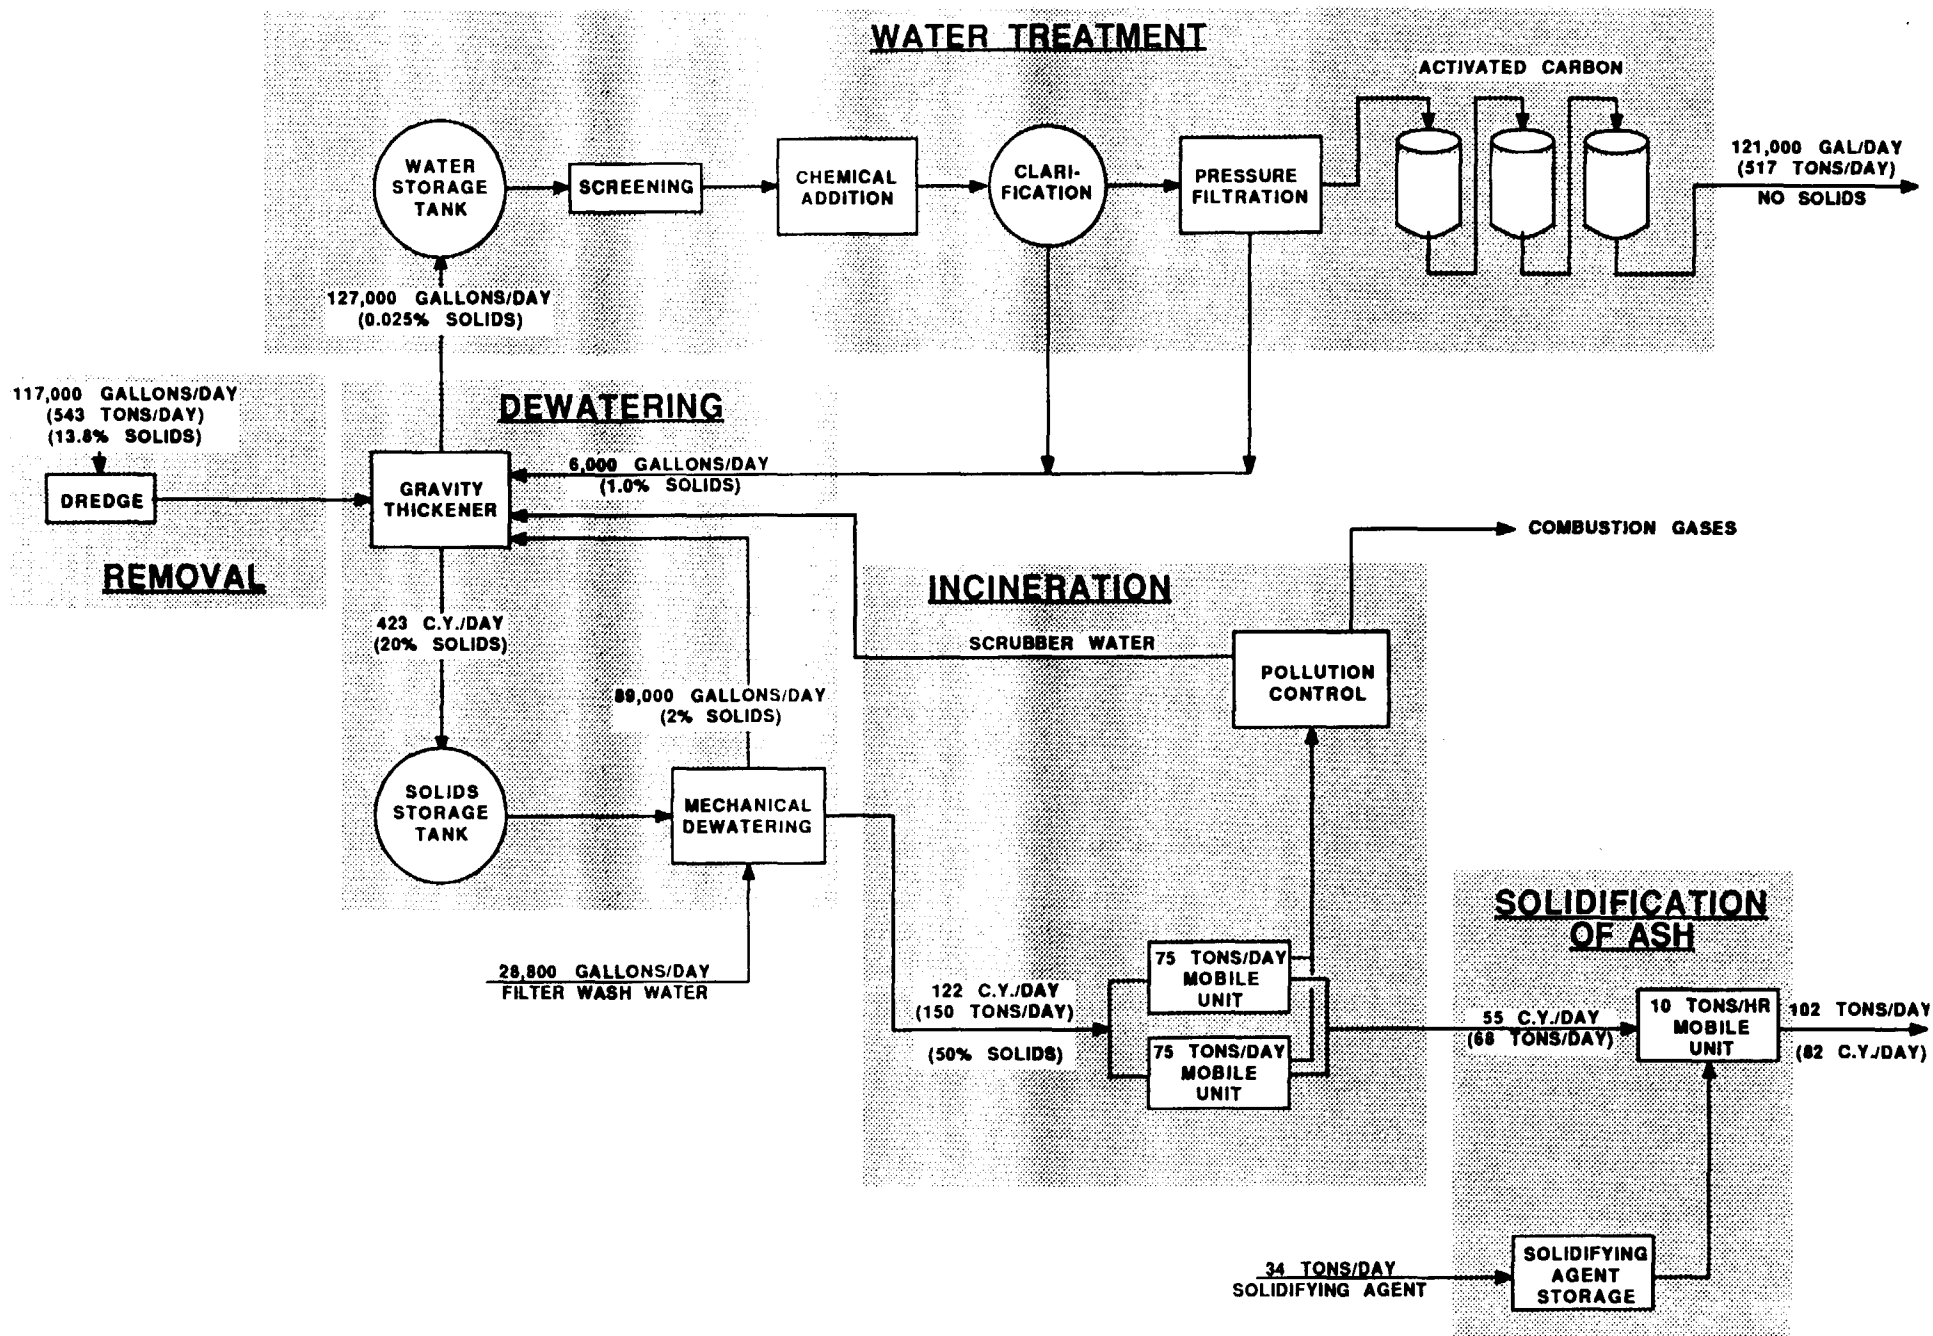 WATER TREATMENT
ACTIVATED CARBON
WATER
STORAGE
TANK
SCREENING
CHEMICAL
ADDITION
CLARI-
FICATION
PRESSURE
FILTRATION
121,000 GAL/DAY
(517 TONS/DAY)
NO SOLIDS
127,000 GALLONS/DAY
(0.025% SOLIDS)
117,000 GALLONS/DAY
(543 TONS/DAY)
(13.8% SOLIDS)
DREDGE
REMOVAL
DEWATERING
GRAVITY
THICKENER
6,000 GALLONS/DAY
(1.0% SOLIDS)
423 C.Y./DAY
(20% SOLIDS)
89,000 GALLONS/DAY
(2% SOLIDS)
SOLIDS
STORAGE
TANK
MECHANICAL
DEWATERING
28,800 GALLONS/DAY
FILTER WASH WATER
COMBUSTION GASES
INCINERATION
SCRUBBER WATER
POLLUTION
CONTROL
122 C.Y./DAY
(150 TONS/DAY)
(50% SOLIDS)
75 TONS/DAY
MOBILE
UNIT
75 TONS/DAY
MOBILE
UNIT
SOLIDIFICATION
OF ASH
55 C.Y./DAY
(68 TONS/DAY)
10 TONS/HR
MOBILE
UNIT
102 TONS/DAY
(82 C.Y./DAY)
34 TONS/DAY
SOLIDIFYING AGENT
SOLIDIFYING
AGENT
STORAGE